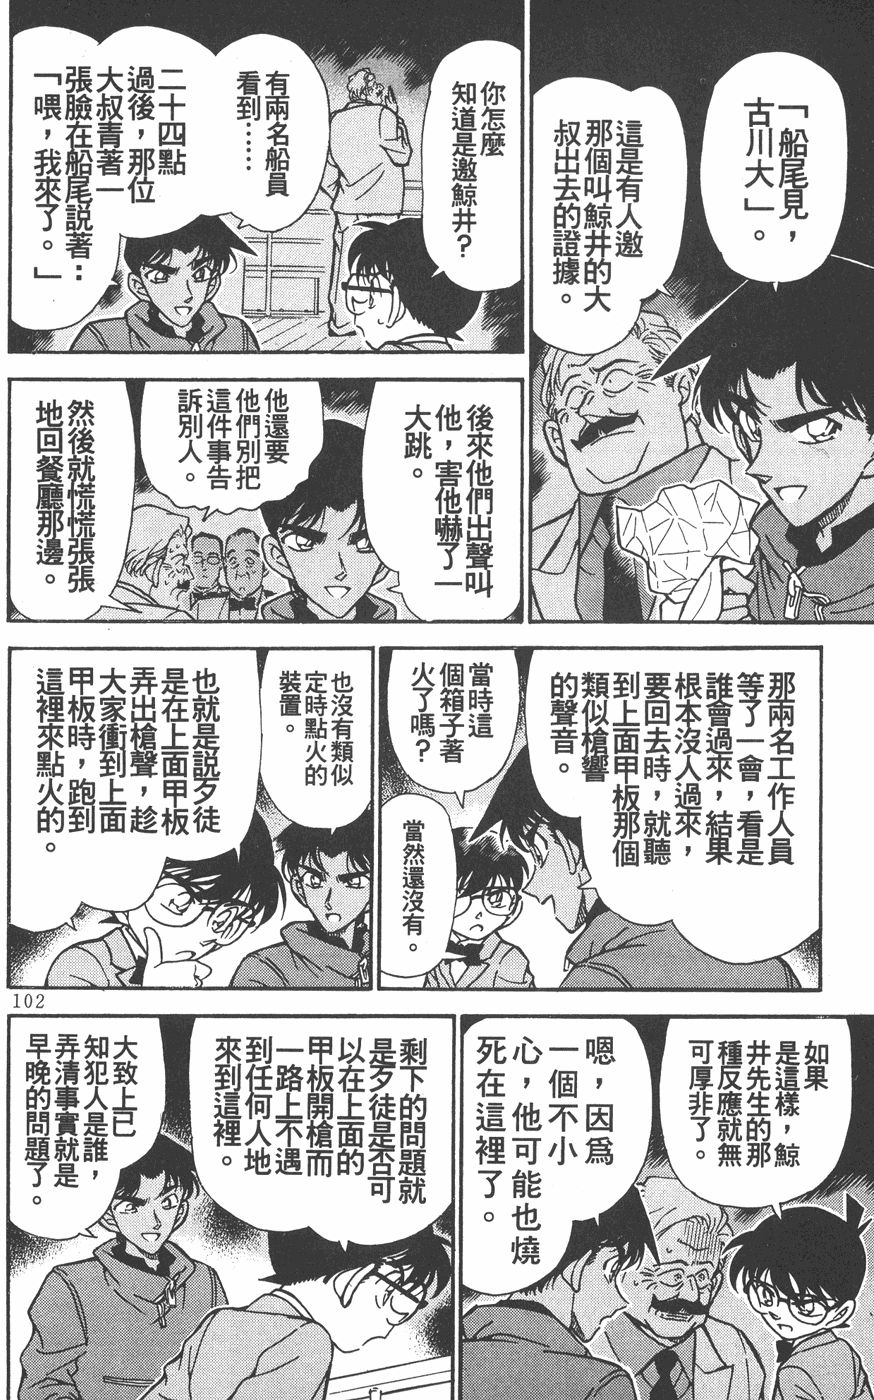 「船尾見，
古川大」。
這是有人邀
那個叫鯨井的大
叔出去的證據。
你怎麼
知道是邀鯨井？
有兩名船員
看到……
二十四點
過後，那位
大叔青著一
張臉在船尾說著：
「喂，我來了。」
後來他們出聲叫
他，害他嚇了一
大跳。
他還要
他們別把
這件事告
訴別人。
然後就慌慌張張
地回餐廳那邊。
那兩名工作人員
等了一會，看是
誰會過來，結果
根本沒人過來，
要回去時，就聽
到上面甲板那個
類似槍響
的聲音。
當時這
個箱子著
火了嗎？
當然還沒有。
也沒有類似
定時點火的
裝置。
也就是說歹徒
是在上面甲板
弄出槍聲，趁
大家衝到上面
甲板時，跑到
這裡來點火的。
102
如果
是這樣，鯨
井先生的那
種反應就無
可厚非了。
嗯，因為
一個不小
心，他可能也燒
死在這裡了。
剩下的問題就
是歹徒是否可
以在上面的
甲板開槍而
一路上不遇
到任何人地
來到這裡。
大致上已
知犯人是誰，
弄清事實就是
早晚的問題了。